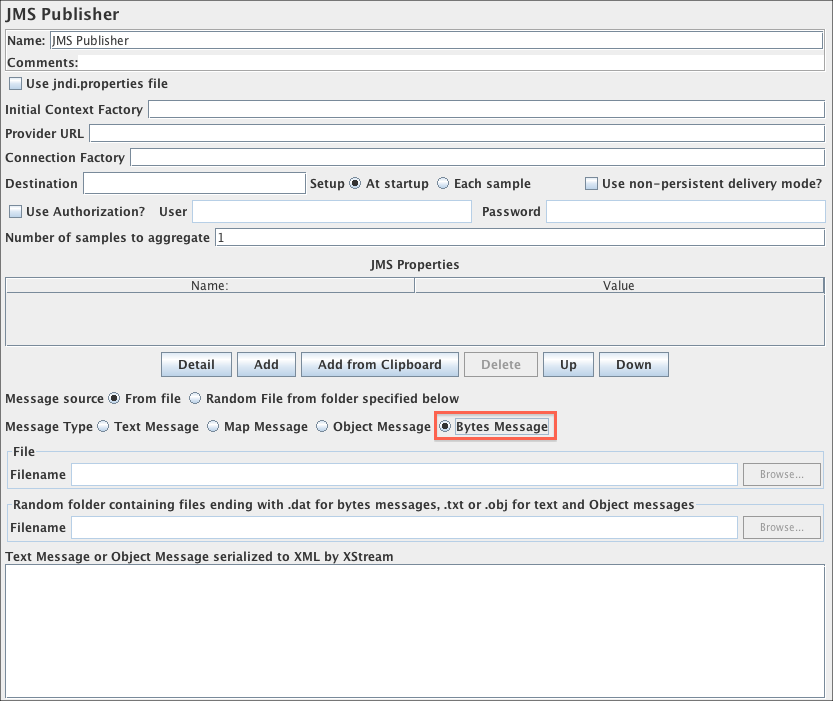 JMS Publisher
Name: JMS Publisher
Comments:
Use jndi.properties file
Initial Context Factory
Provider URL
Connection Factory
Destination Setup At startup Each sample Use non-persistent delivery mode?
Use Authorization? User Password
Number of samples to aggregate 1
JMS Properties
Name: Value
Detail Add Add from Clipboard Delete Up Down
Message source From file Random File from folder specified below
Message Type Text Message Map Message Object Message Bytes Message
File
Filename Browse...
Random folder containing files ending with .dat for bytes messages, .txt or .obj for text and Object messages
Filename Browse...
Text Message or Object Message serialized to XML by XStream